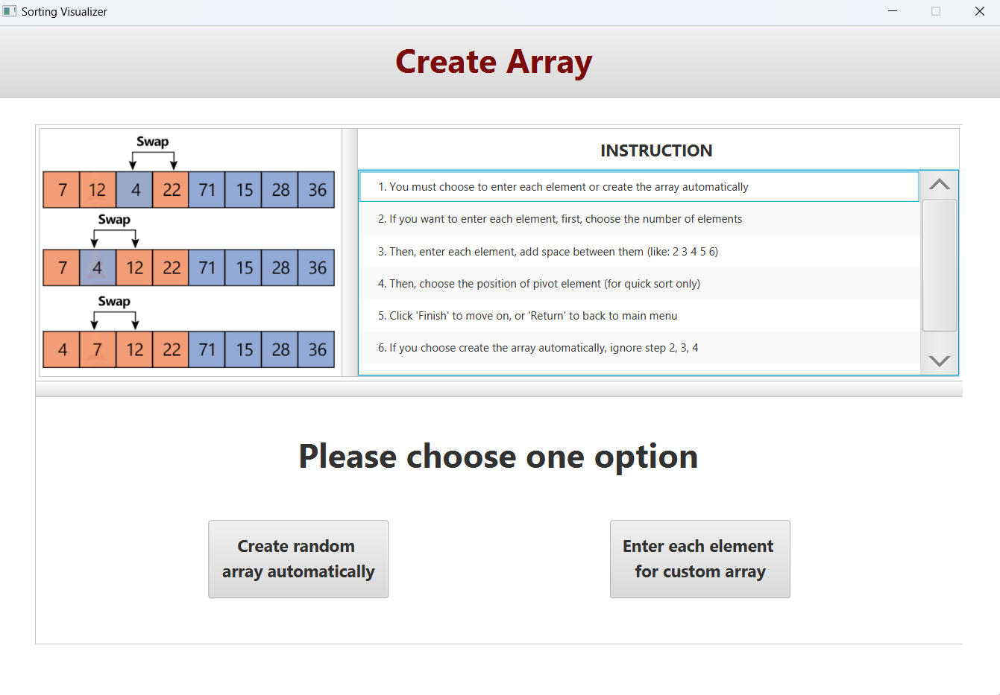 Sorting Visualizer
Create Array
Swap
7 12 4 22 71 15 28 36
Swap
7 4 12 22 71 15 28 36
Swap
4 7 12 22 71 15 28 36
INSTRUCTION
1. You must choose to enter each element or create the array automatically
2. If you want to enter each element, first, choose the number of elements
3. Then, enter each element, add space between them (like: 2 3 4 5 6)
4. Then, choose the position of pivot element (for quick sort only)
5. Click 'Finish' to move on, or 'Return' to back to main menu
6. If you choose create the array automatically, ignore step 2, 3, 4
Please choose one option
Create random
array automatically
Enter each element
for custom array